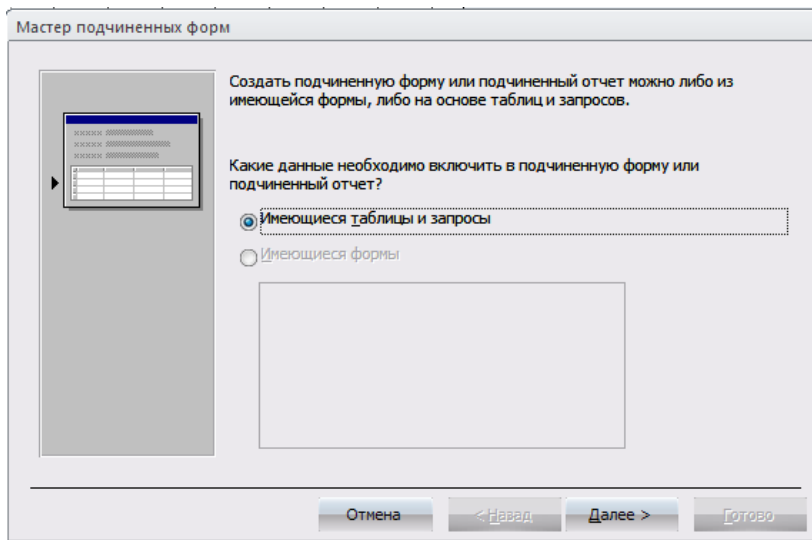 Мастер подчиненных форм
Создать подчиненную форму или подчиненный отчет можно либо из
имеющейся формы, либо на основе таблиц и запросов.
Какие данные необходимо включить в подчиненную форму или
подчиненный отчет?
Имеющиеся таблицы и запросы
Имеющиеся формы
Отмена
< Назад
Далее >
Готово